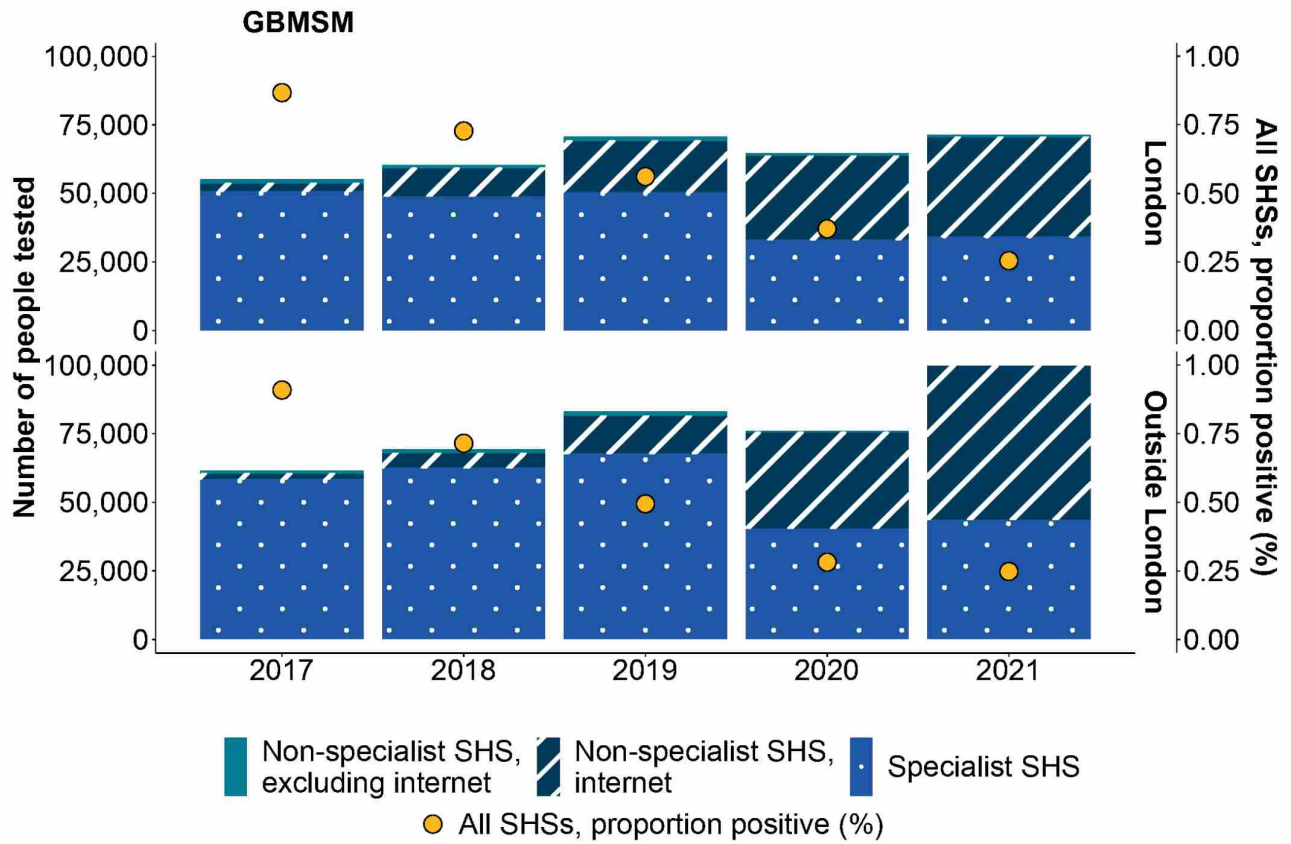 GBMSM
Number of people tested
100,000
75,000
50,000
25,000
0
1.00
0.75
0.50
0.25
0.00
London
100,000
75,000
50,000
25,000
0
1.00
0.75
0.50
0.25
0.00
Outside London
All SHSs, proportion positive (%)
2017 2018 2019 2020 2021
Non-specialist SHS,
excluding internet
Non-specialist SHS,
internet
Specialist SHS
All SHSs, proportion positive (%)